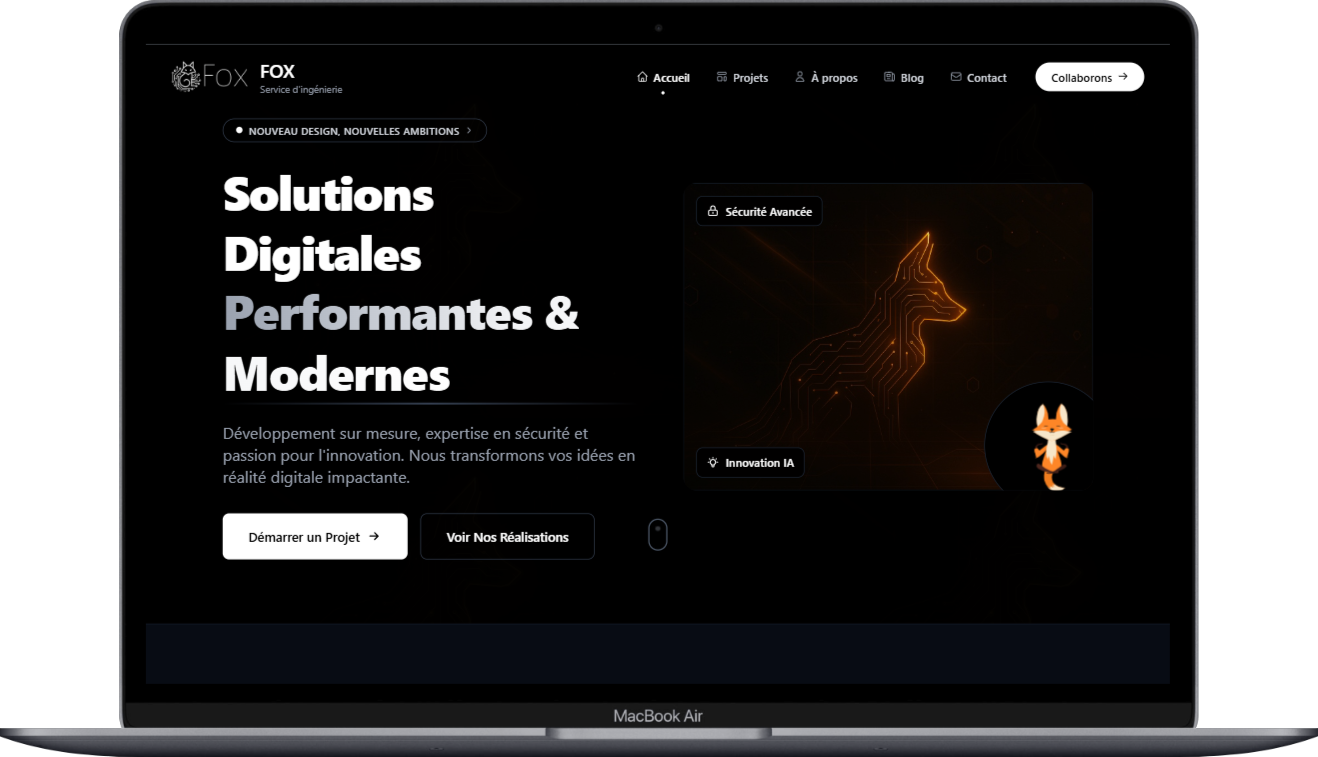 Fox
FOX
Service d'ingénierie
Accueil
Projets
À propos
Blog
Contact
Collaborons →
NOUVEAU DESIGN, NOUVELLES AMBITIONS >
Solutions
Digitales
Performantes &
Modernes
Développement sur mesure, expertise en sécurité et
passion pour l'innovation. Nous transformons vos idées en
réalité digitale impactante.
Démarrer un Projet →
Voir Nos Réalisations
Sécurité Avancée
Innovation IA
MacBook Air